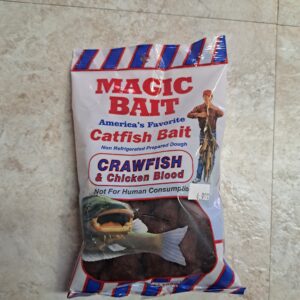 MAGIC
BAIT
America's Favorite
Catfish Bait
Non Refrigerated Prepared Dough
CRAWFISH
& Chicken Blood
Not For Human Consumption